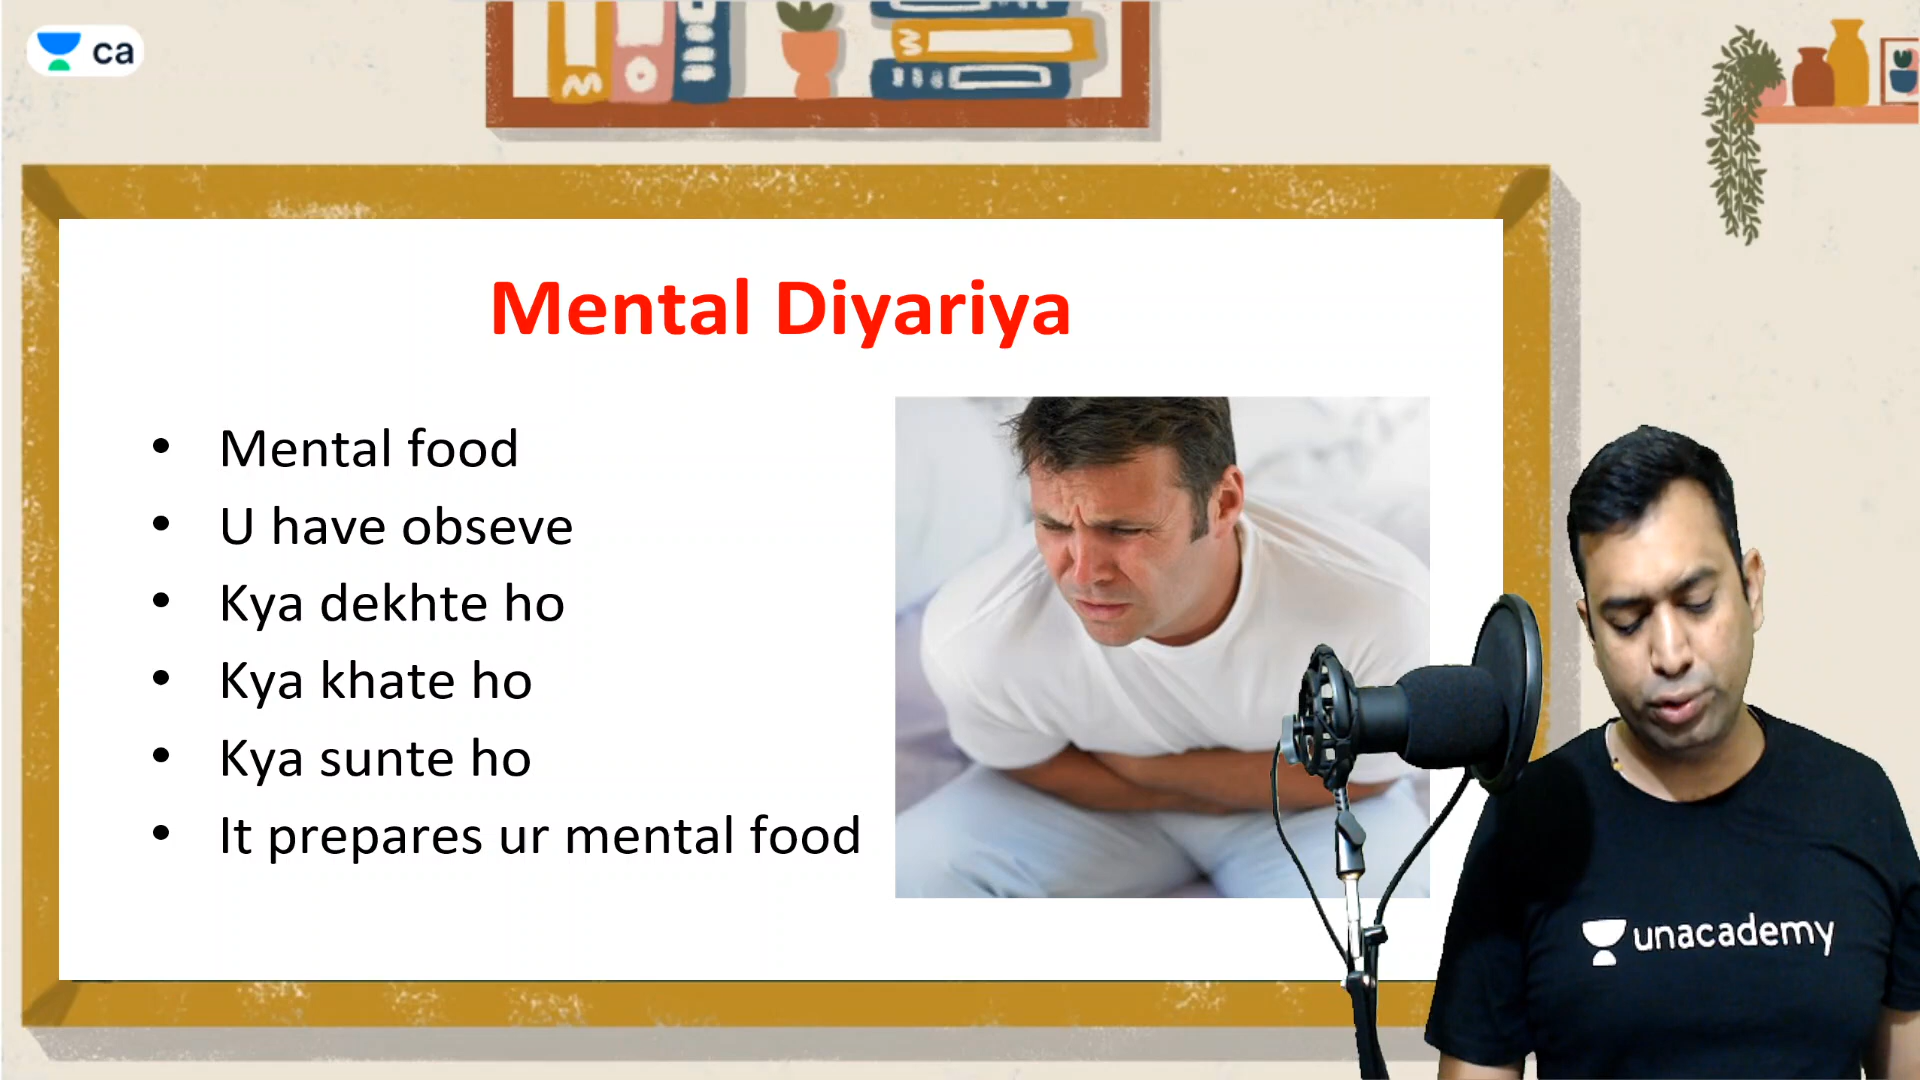 ca
Mental Diyariya
• Mental food
• U have obseve
• Kya dekhte ho
• Kya khate ho
• Kya sunte ho
• It prepares ur mental food
unacademy